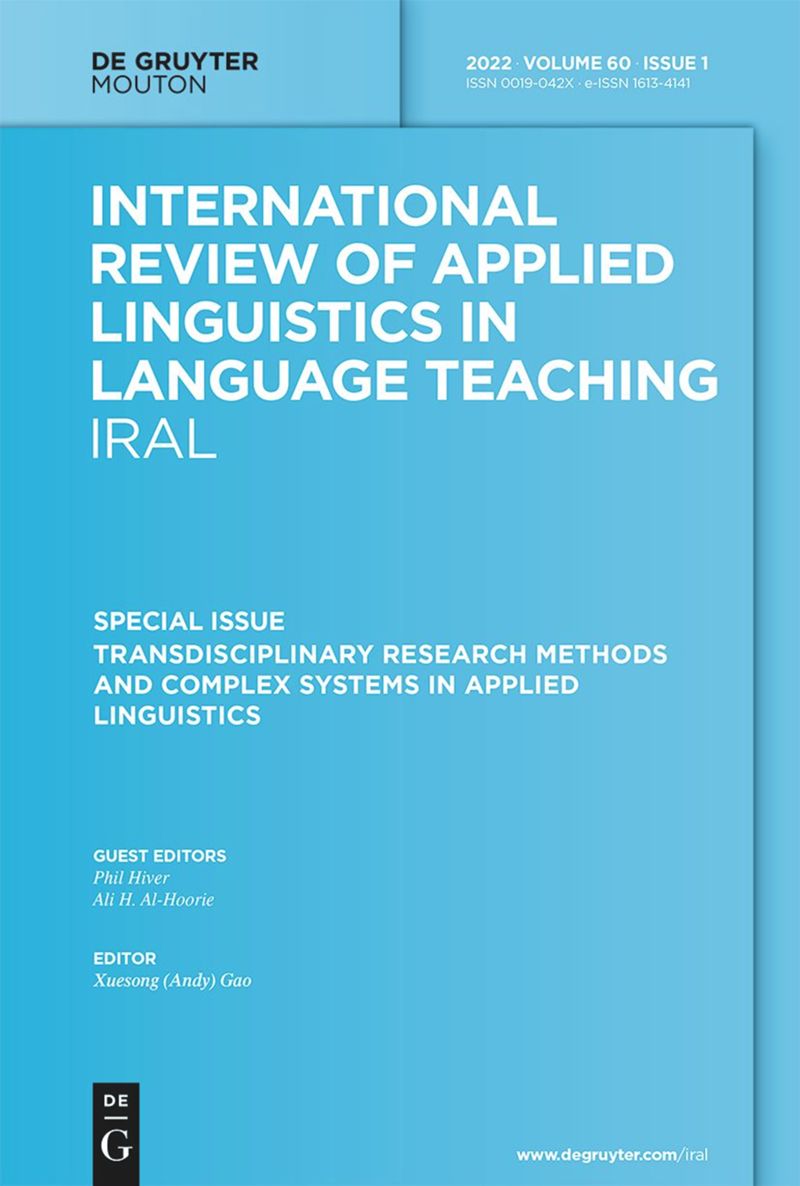 DE GRUYTER
MOUTON
2022 · VOLUME 60 · ISSUE 1
ISSN 0019-042X · e-ISSN 1613-4141
INTERNATIONAL
REVIEW OF APPLIED
LINGUISTICS IN
LANGUAGE TEACHING
IRAL
SPECIAL ISSUE
TRANSDISCIPLINARY RESEARCH METHODS
AND COMPLEX SYSTEMS IN APPLIED
LINGUISTICS
GUEST EDITORS
Phil Hiver
Ali H. Al-Hoorie
EDITOR
Xuesong (Andy) Gao
DE
G
www.degruyter.com/iral